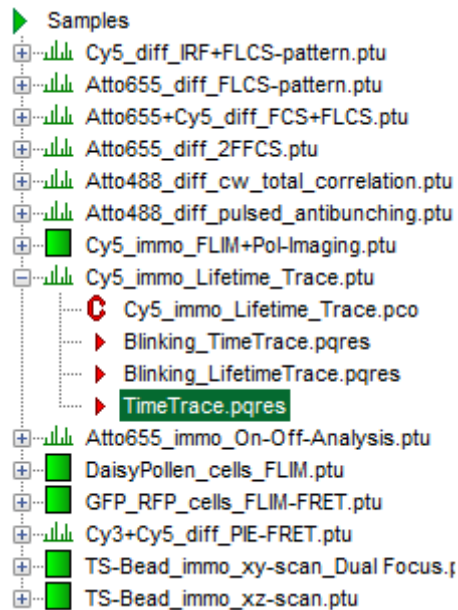 Samples
Cy5_diff_IRF+FLCS-pattern.ptu
Atto655_diff_FLCS-pattern.ptu
Atto655+Cy5_diff_FCS+FLCS.ptu
Atto655_diff_2FFCS.ptu
Atto488_diff_cw_total_correlation.ptu
Atto488_diff_pulsed_antibunching.ptu
Cy5_immo_FLIM+Pol-Imaging.ptu
Cy5_immo_Lifetime_Trace.ptu
Cy5_immo_Lifetime_Trace.pco
Blinking_TimeTrace.pqres
Blinking_LifetimeTrace.pqres
TimeTrace.pqres
Atto655_immo_On-Off-Analysis.ptu
DaisyPollen_cells_FLIM.ptu
GFP_RFP_cells_FLIM-FRET.ptu
Cy3+Cy5_diff_PIE-FRET.ptu
TS-Bead_immo_xy-scan_Dual Focus.p
TS-Bead_immo_xz-scan.ptu